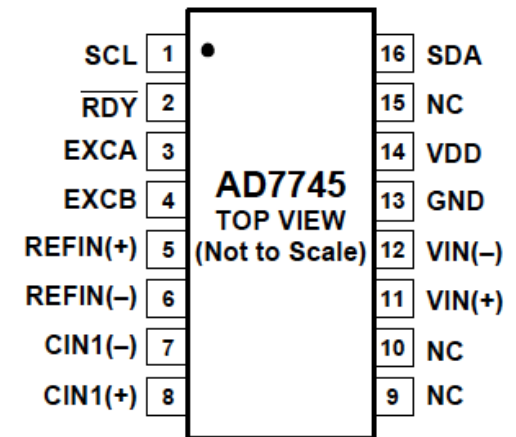 SCL 1 16 SDA
RDY 2 15 NC
EXCA 3 14 VDD
EXCB 4 AD7745 13 GND
TOP VIEW
REFIN(+) 5 (Not to Scale) 12 VIN(–)
REFIN(–) 6 11 VIN(+)
CIN1(–) 7 10 NC
CIN1(+) 8 9 NC